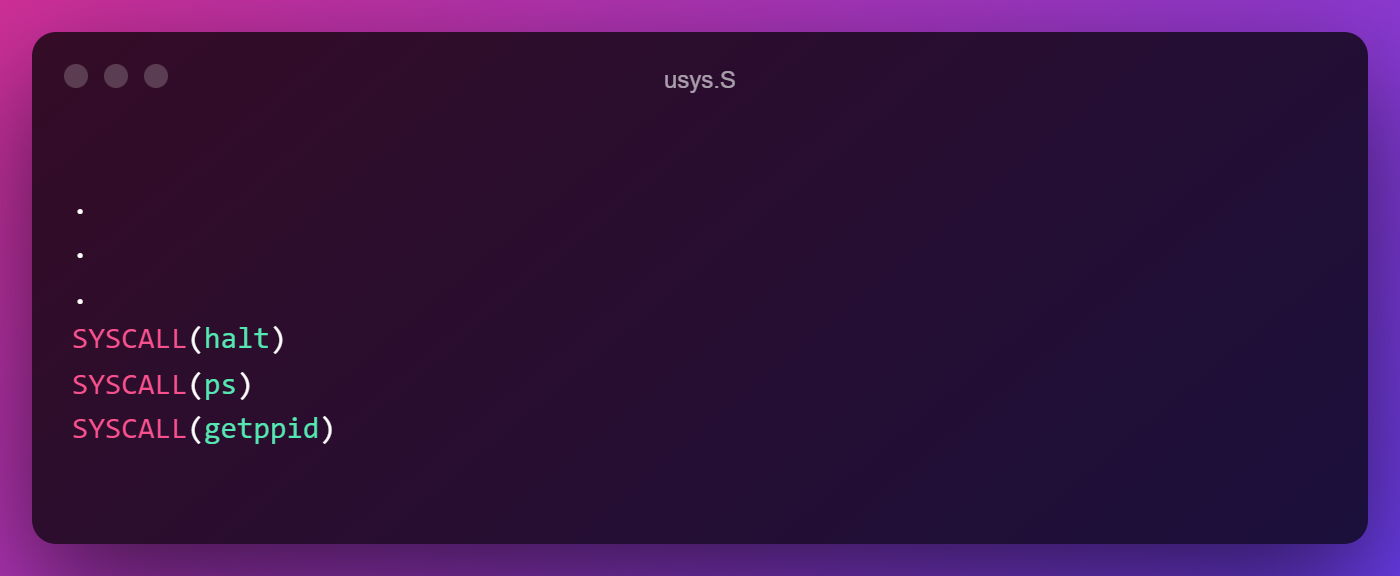 usys.S
.
.
.
SYSCALL(halt)
SYSCALL(ps)
SYSCALL(getppid)